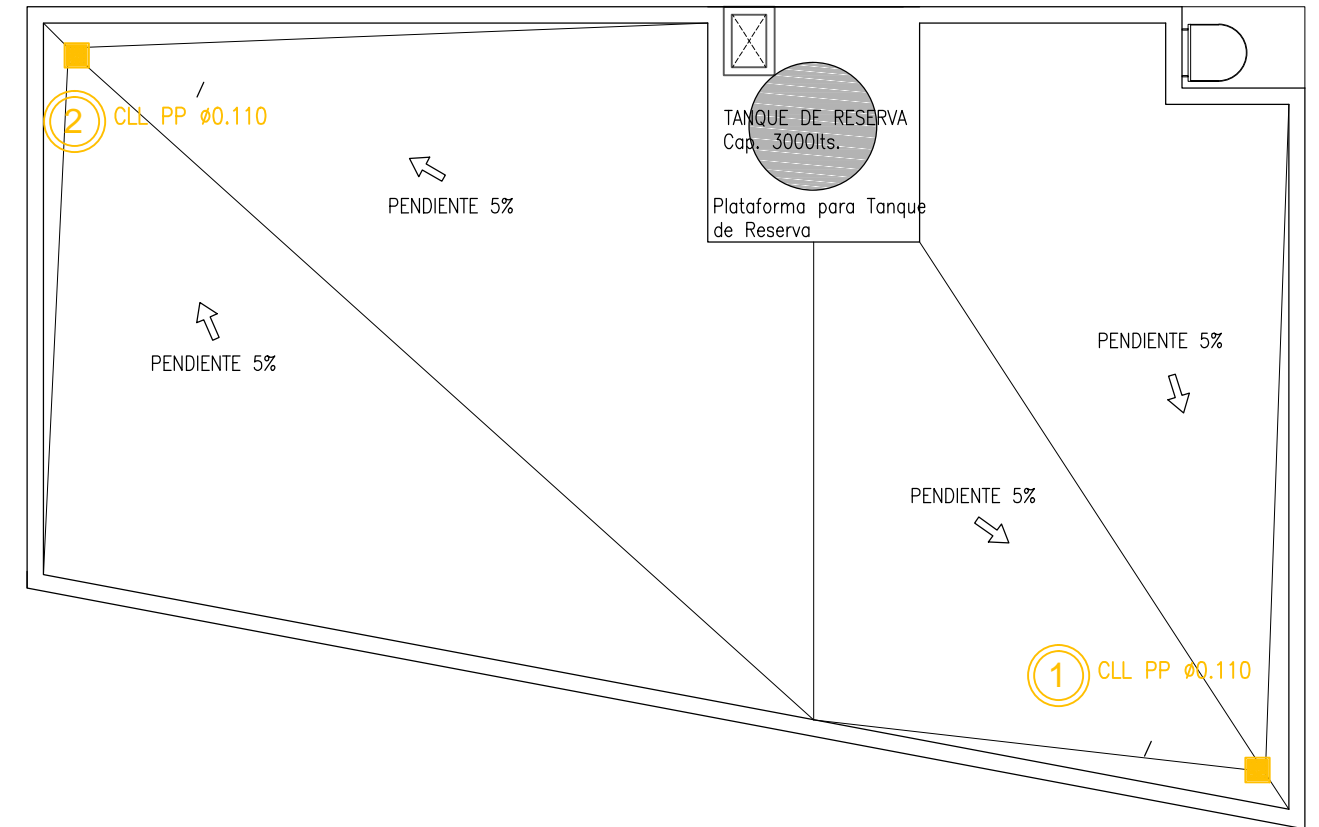 2
CLL PP ø0.110
PENDIENTE 5%
PENDIENTE 5%
TANQUE DE RESERVA
Cap. 3000lts.
Plataforma para Tanque
de Reserva
PENDIENTE 5%
PENDIENTE 5%
1
CLL PP ø0.110